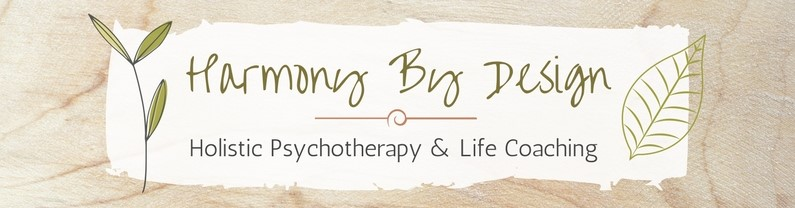 Harmony By Design
Holistic Psychotherapy & Life Coaching